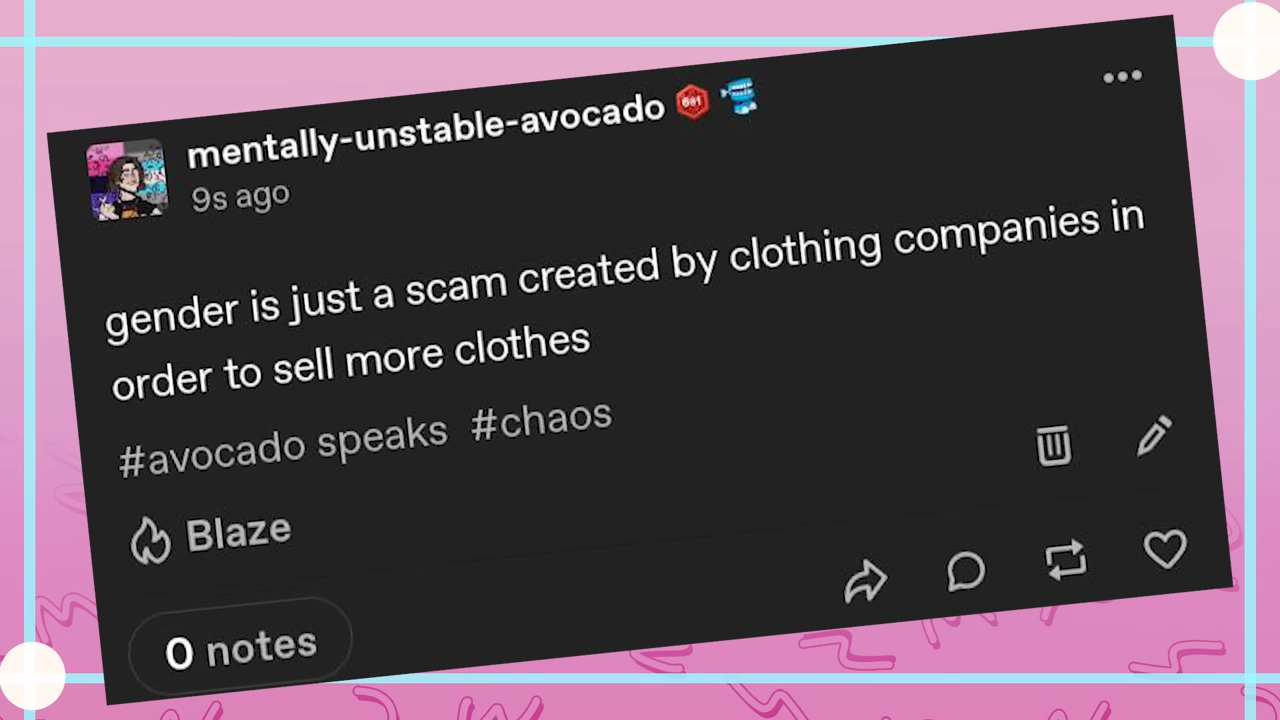 mentally-unstable-avocado
9s ago
gender is just a scam created by clothing companies in
order to sell more clothes
#avocado speaks #chaos
Blaze
0 notes